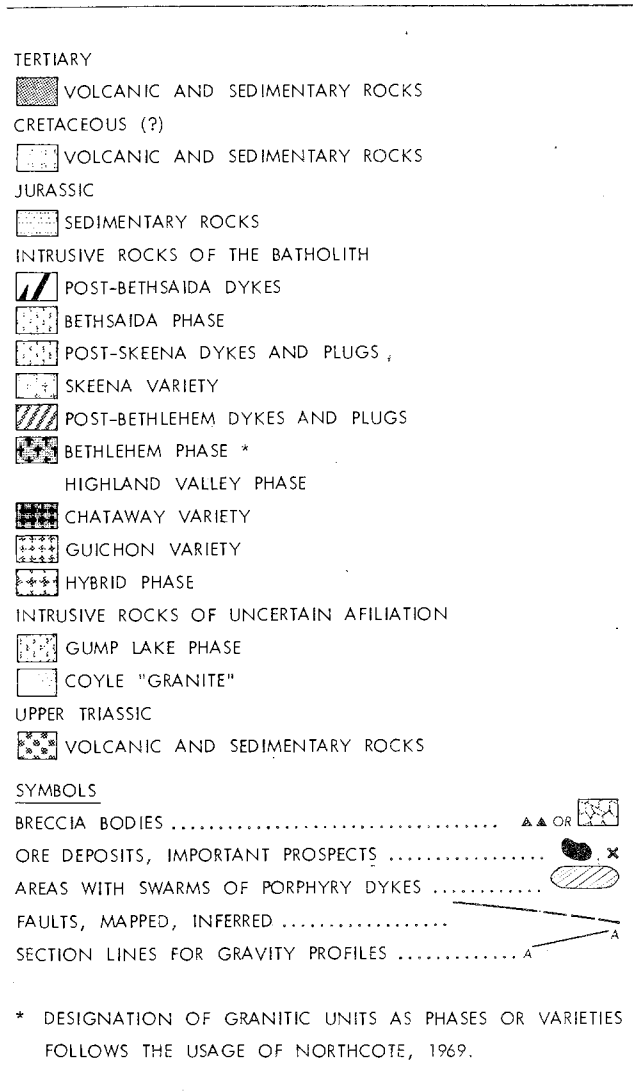 TERTIARY
VOLCANIC AND SEDIMENTARY ROCKS
CRETACEOUS (?)
VOLCANIC AND SEDIMENTARY ROCKS
JURASSIC
SEDIMENTARY ROCKS
INTRUSIVE ROCKS OF THE BATHOLITH
POST-BETHSAIDA DYKES
BETHSAIDA PHASE
POST-SKEENA DYKES AND PLUGS
SKEENA VARIETY
POST-BETHLEHEM DYKES AND PLUGS
BETHLEHEM PHASE *
HIGHLAND VALLEY PHASE
CHATAWAY VARIETY
GUICHON VARIETY
HYBRID PHASE
INTRUSIVE ROCKS OF UNCERTAIN AFILIATION
GUMP LAKE PHASE
COYLE "GRANITE"
UPPER TRIASSIC
VOLCANIC AND SEDIMENTARY ROCKS
SYMBOLS
BRECCIA BODIES .................................. OR
ORE DEPOSITS, IMPORTANT PROSPECTS ................ , x
AREAS WITH SWARMS OF PORPHYRY DYKES ............
FAULTS, MAPPED, INFERRED ..................
SECTION LINES FOR GRAVITY PROFILES ............. A A
* DESIGNATION OF GRANITIC UNITS AS PHASES OR VARIETIES
FOLLOWS THE USAGE OF NORTHCOTE, 1969.